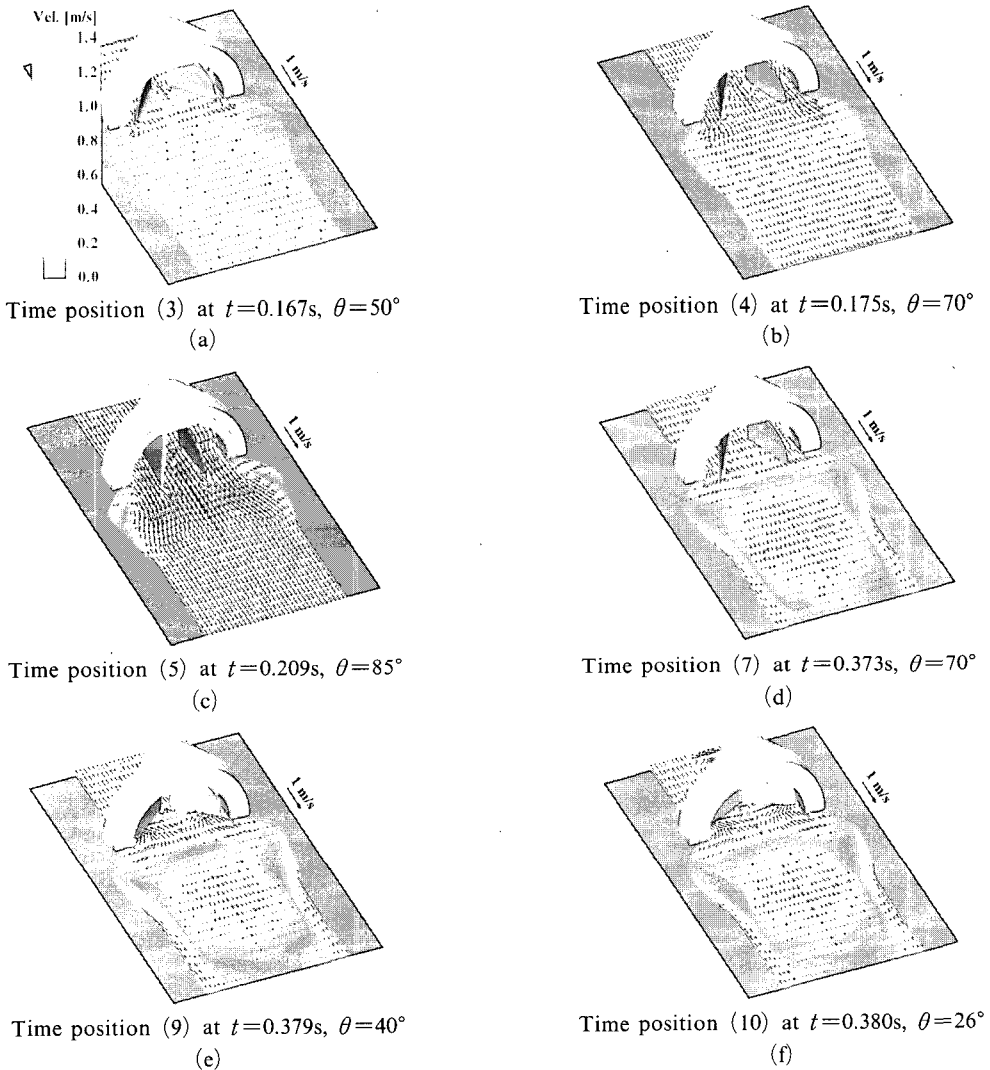 Vel. [m/s]
1.4
1.2
1.0
0.8
0.6
0.4
0.2
0.0
1 m/s
Time position (3) at t=0.167s, θ=50°
(a)
1 m/s
Time position (4) at t=0.175s, θ=70°
(b)
1 m/s
Time position (5) at t=0.209s, θ=85°
(c)
1 m/s
Time position (7) at t=0.373s, θ=70°
(d)
1 m/s
Time position (9) at t=0.379s, θ=40°
(e)
1 m/s
Time position (10) at t=0.380s, θ=26°
(f)